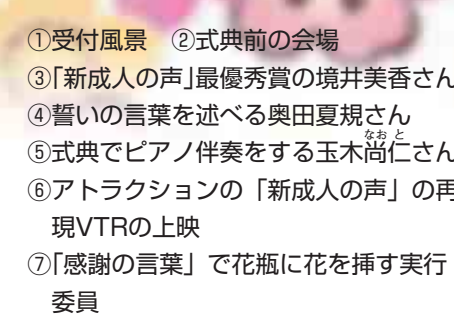 ①受付風景　②式典前の会場
③「新成人の声」最優秀賞の境井美香さん
④誓いの言葉を述べる奥田夏規さん
なおと
⑤式典でピアノ伴奏をする玉木尚仁さん
⑥アトラクションの「新成人の声」の再
現VTRの上映
⑦「感謝の言葉」で花瓶に花を挿す実行
委員